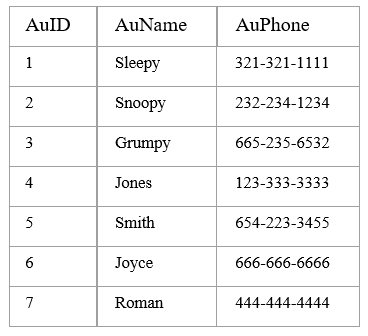 AuID AuName AuPhone
1 Sleepy 321-321-1111
2 Snoopy 232-234-1234
3 Grumpy 665-235-6532
4 Jones 123-333-3333
5 Smith 654-223-3455
6 Joyce 666-666-6666
7 Roman 444-444-4444